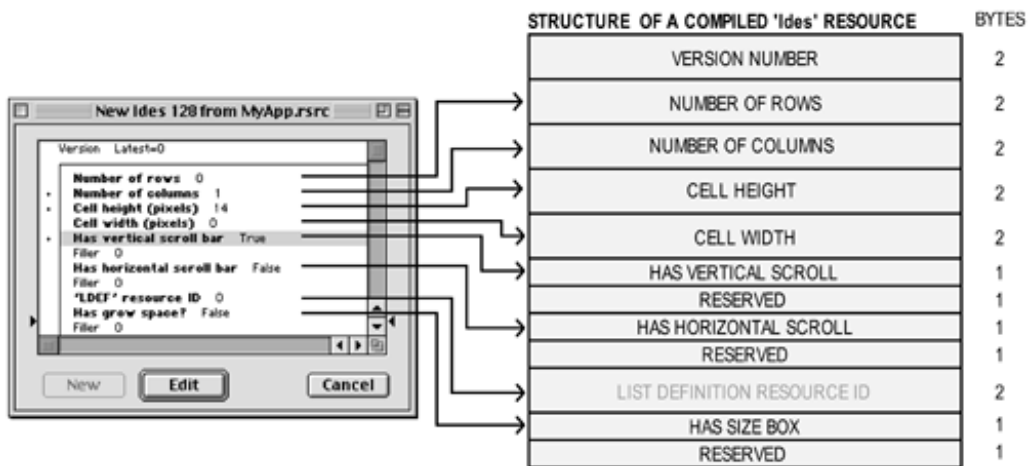 STRUCTURE OF A COMPILED 'ldes' RESOURCE
BYTES
VERSION NUMBER 2
NUMBER OF ROWS 2
NUMBER OF COLUMNS 2
CELL HEIGHT 2
CELL WIDTH 2
HAS VERTICAL SCROLL 1
RESERVED 1
HAS HORIZONTAL SCROLL 1
RESERVED 1
LIST DEFINITION RESOURCE ID 2
HAS SIZE BOX 1
RESERVED 1
New ldes 128 from MyApp.rsrc
Version Latest=0
Number of rows 0
Number of columns 1
Cell height (pixels) 14
Cell width (pixels) 0
Has vertical scroll bar True
Filler 0
Has horizontal scroll bar False
Filler 0
'LDEF' resource ID 0
Has grow space? False
Filler 0
New Edit Cancel